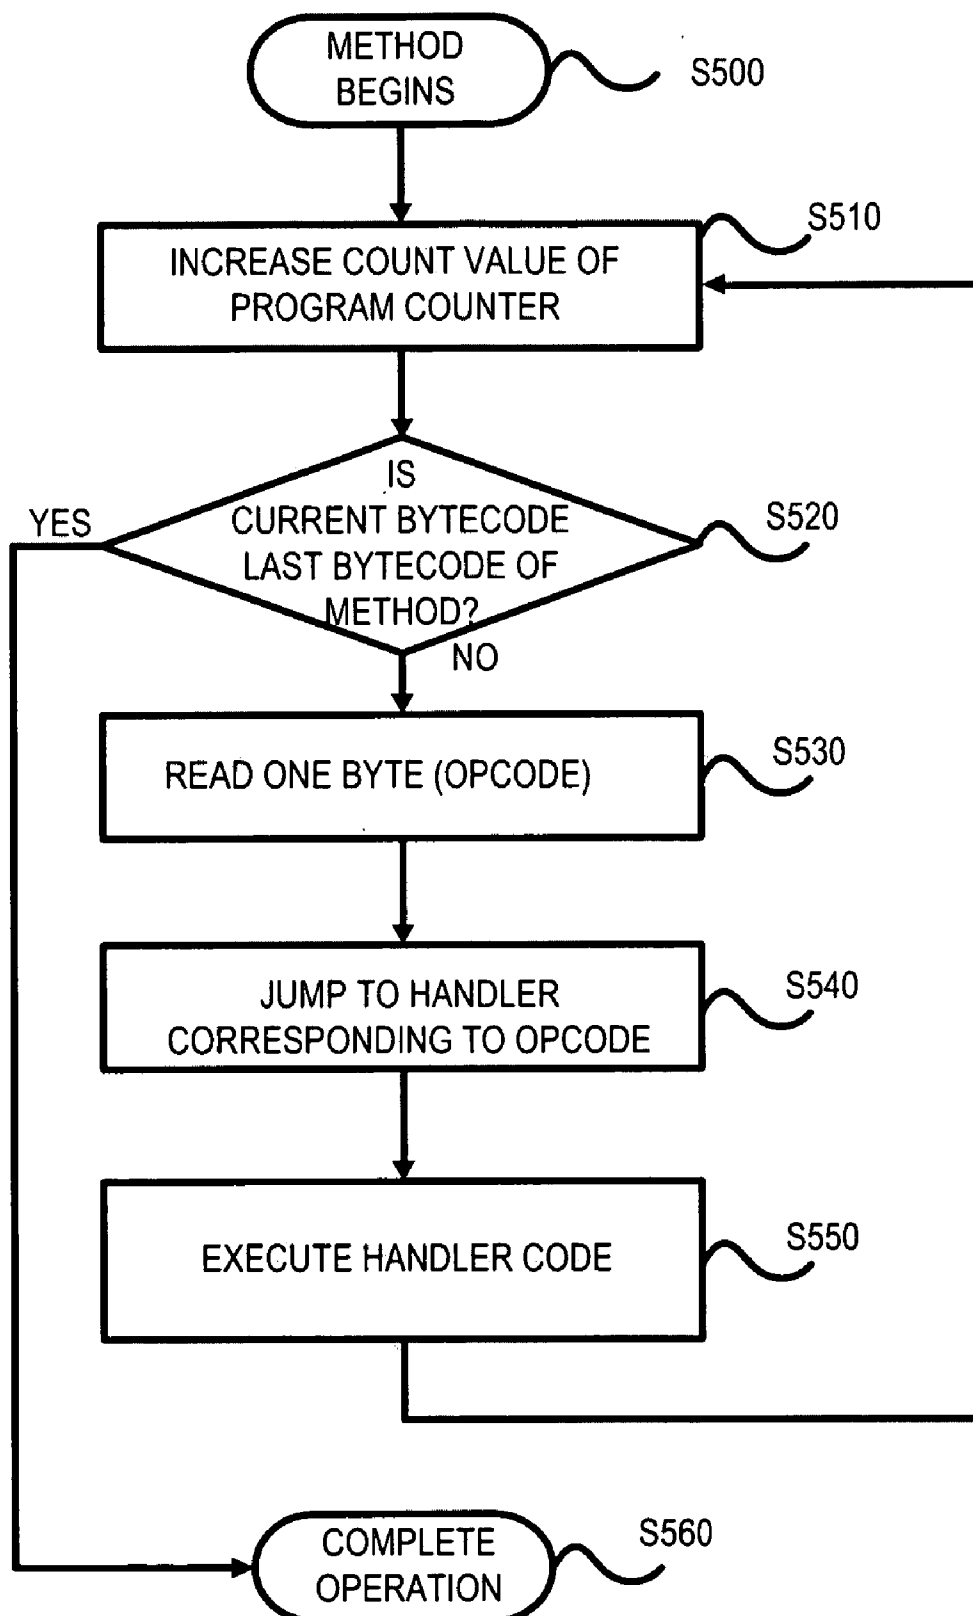 METHOD
BEGINS
S500
S510
INCREASE COUNT VALUE OF
PROGRAM COUNTER
IS
CURRENT BYTECODE
LAST BYTECODE OF
METHOD?
YES
S520
NO
S530
READ ONE BYTE (OPCODE)
S540
JUMP TO HANDLER
CORRESPONDING TO OPCODE
S550
EXECUTE HANDLER CODE
S560
COMPLETE
OPERATION